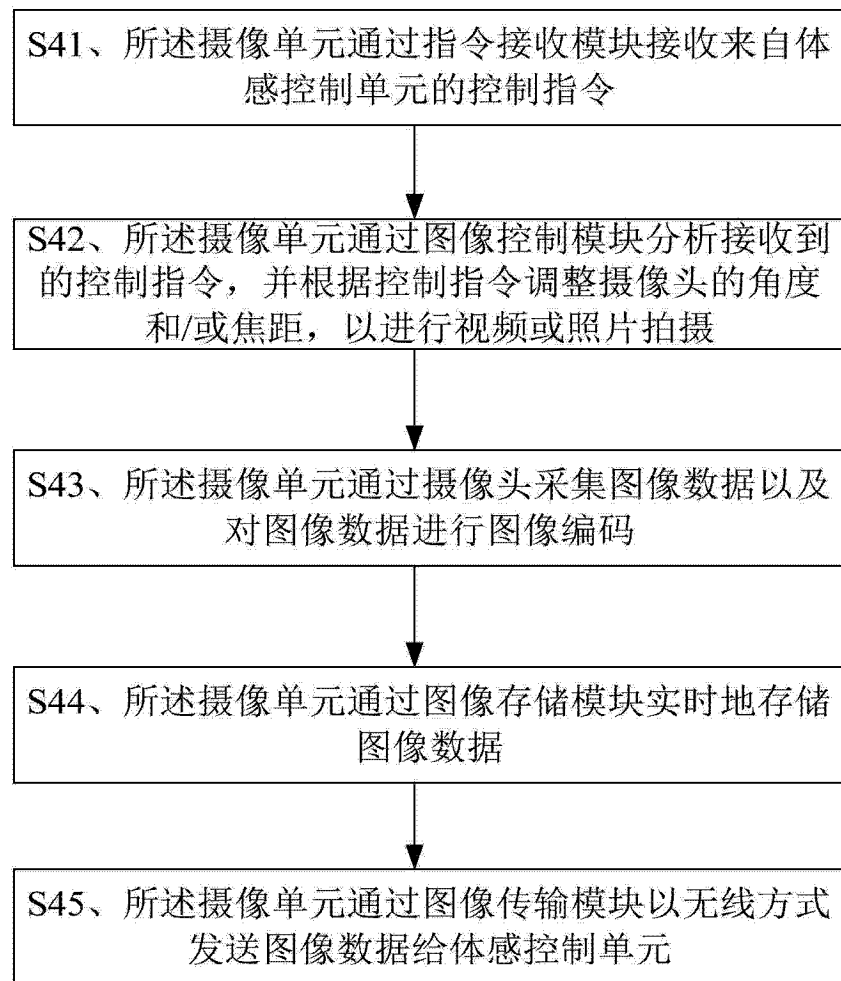 S41、所述摄像单元通过指令接收模块接收来自体
感控制单元的控制指令
S42、所述摄像单元通过图像控制模块分析接收到
的控制指令，并根据控制指令调整摄像头的角度
和/或焦距，以进行视频或照片拍摄
S43、所述摄像单元通过摄像头采集图像数据以及
对图像数据进行图像编码
S44、所述摄像单元通过图像存储模块实时地存储
图像数据
S45、所述摄像单元通过图像传输模块以无线方式
发送图像数据给体感控制单元